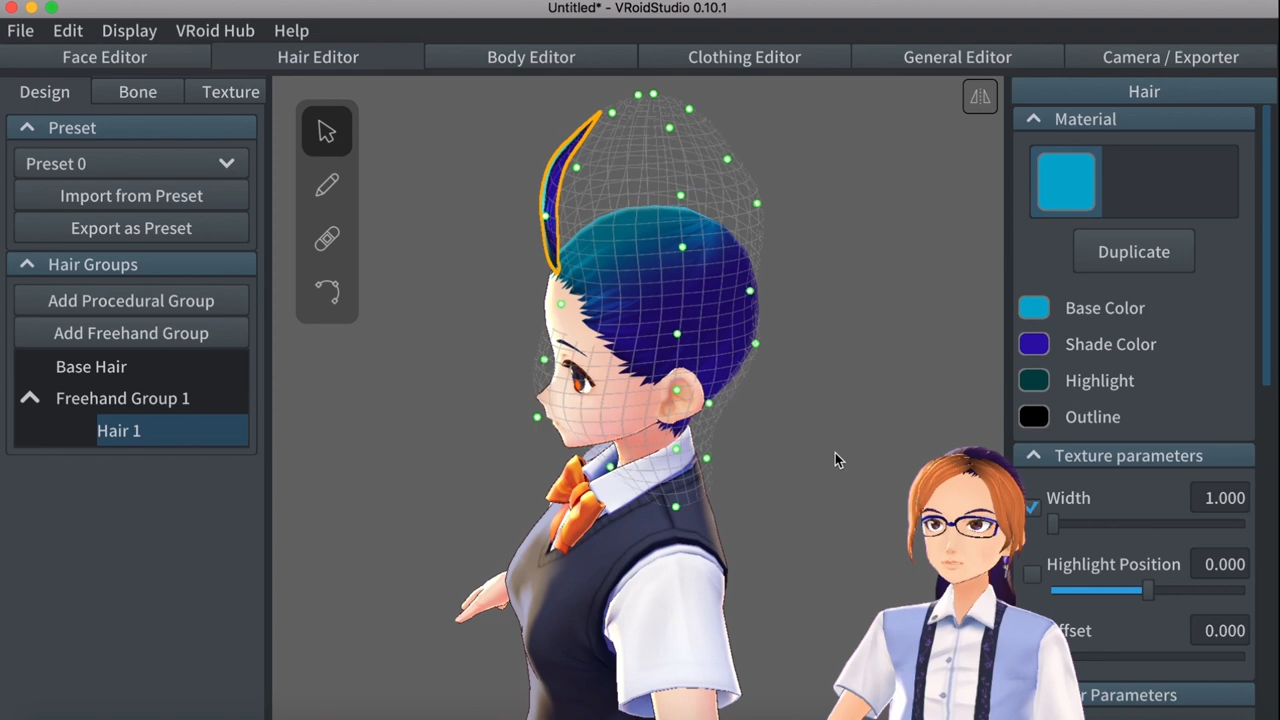 Untitled* - VRoidStudio 0.10.1
File Edit Display VRoid Hub Help
Face Editor Hair Editor Body Editor Clothing Editor General Editor Camera / Exporter
Design Bone Texture
Preset
Preset 0
Import from Preset
Export as Preset
Hair Groups
Add Procedural Group
Add Freehand Group
Base Hair
Freehand Group 1
Hair 1
Hair
Material
Duplicate
Base Color
Shade Color
Highlight
Outline
Texture parameters
Width 1.000
Highlight Position 0.000
0.000
Parameters